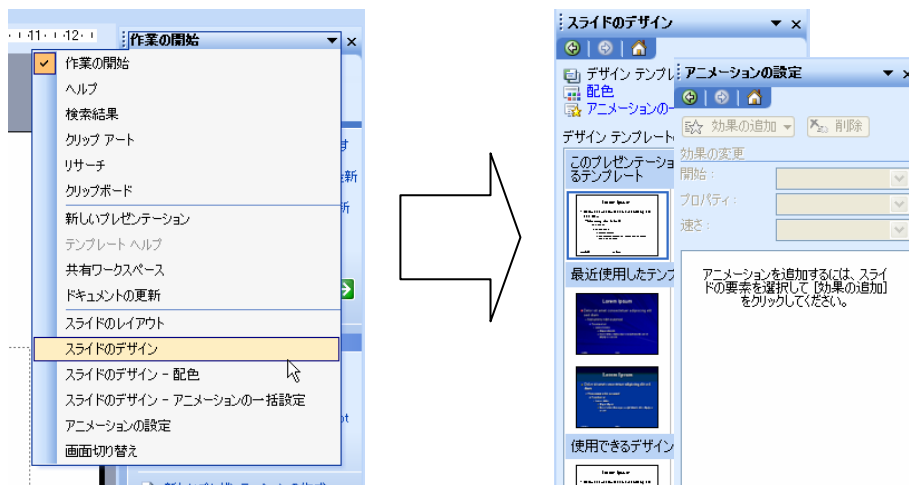 11 12
作業の開始
作業の開始
ヘルプ
検索結果
クリップ アート
リサーチ
クリップボード
新しいプレゼンテーション
テンプレート ヘルプ
共有ワークスペース
ドキュメントの更新
スライドのレイアウト
スライドのデザイン
スライドのデザイン - 配色
スライドのデザイン - アニメーションの一括設定
アニメーションの設定
画面切り替え
スライドのデザイン
デザイン テンプレ
配色
アニメーションの一
デザイン テンプレート
このプレゼンテーショ
るテンプレート
最近使用したテンプ
使用できるデザイン
アニメーションの設定
効果の追加
削除
効果の変更
開始:
プロパティ:
速さ:
アニメーションを追加するには、スライ
ドの要素を選択して [効果の追加]
をクリックしてください。